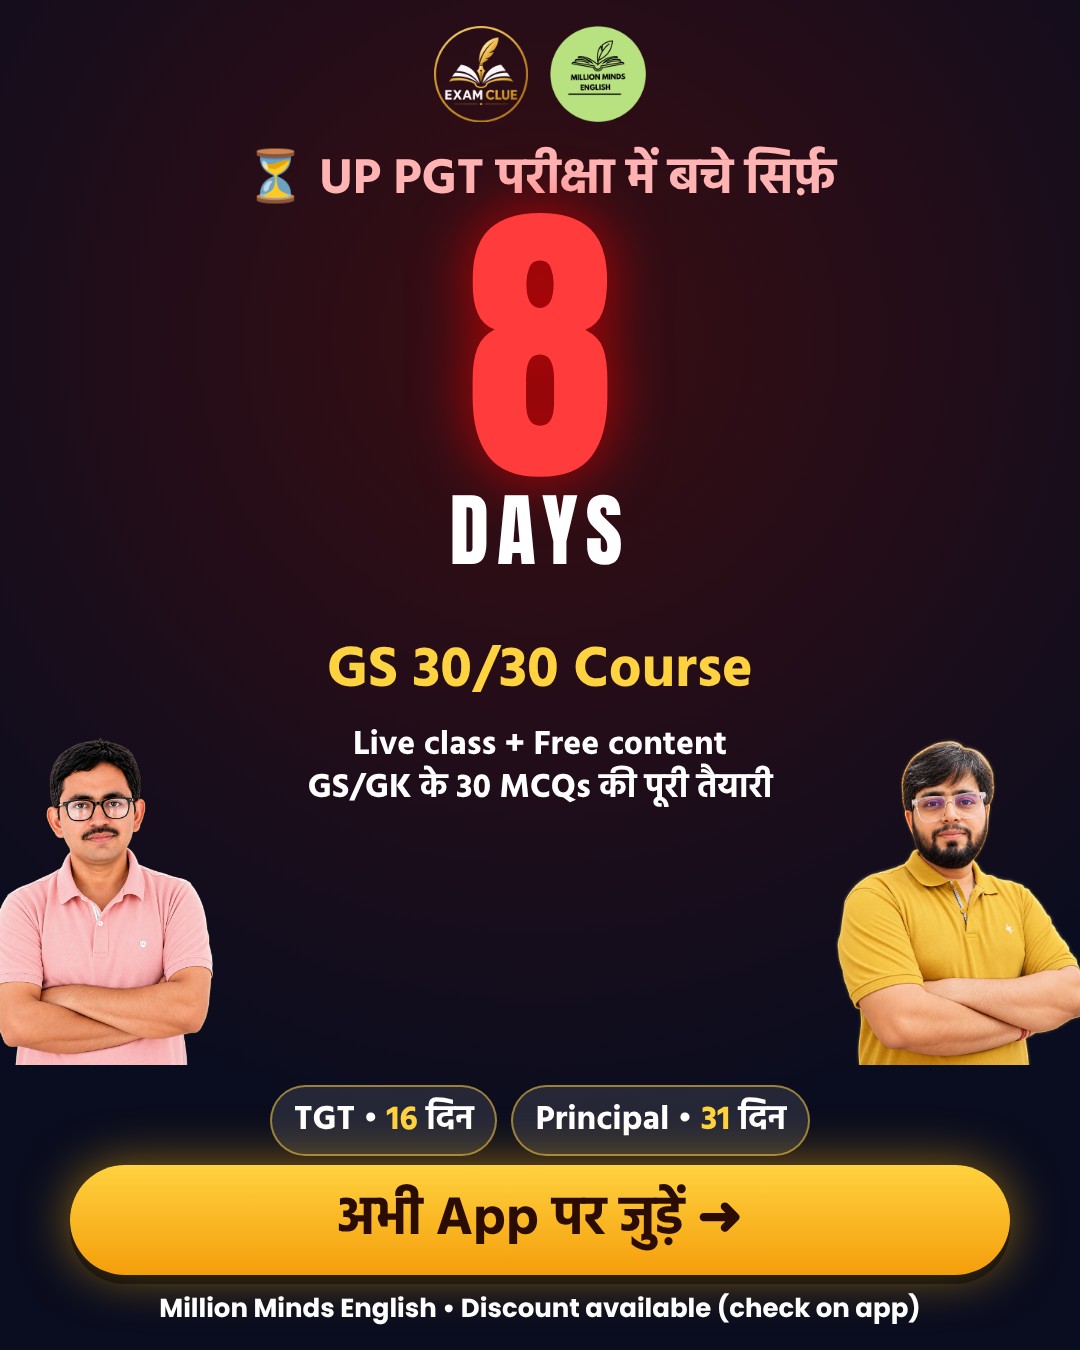 EXAM CLUE
MILLION MINDS
ENGLISH
⏳ UP PGT परीक्षा में बचे सिर्फ़
8
DAYS
GS 30/30 Course
Live class + Free content
GS/GK के 30 MCQs की पूरी तैयारी
TGT • 16 दिन
Principal • 31 दिन
अभी App पर जुड़ें ➜
Million Minds English • Discount available (check on app)